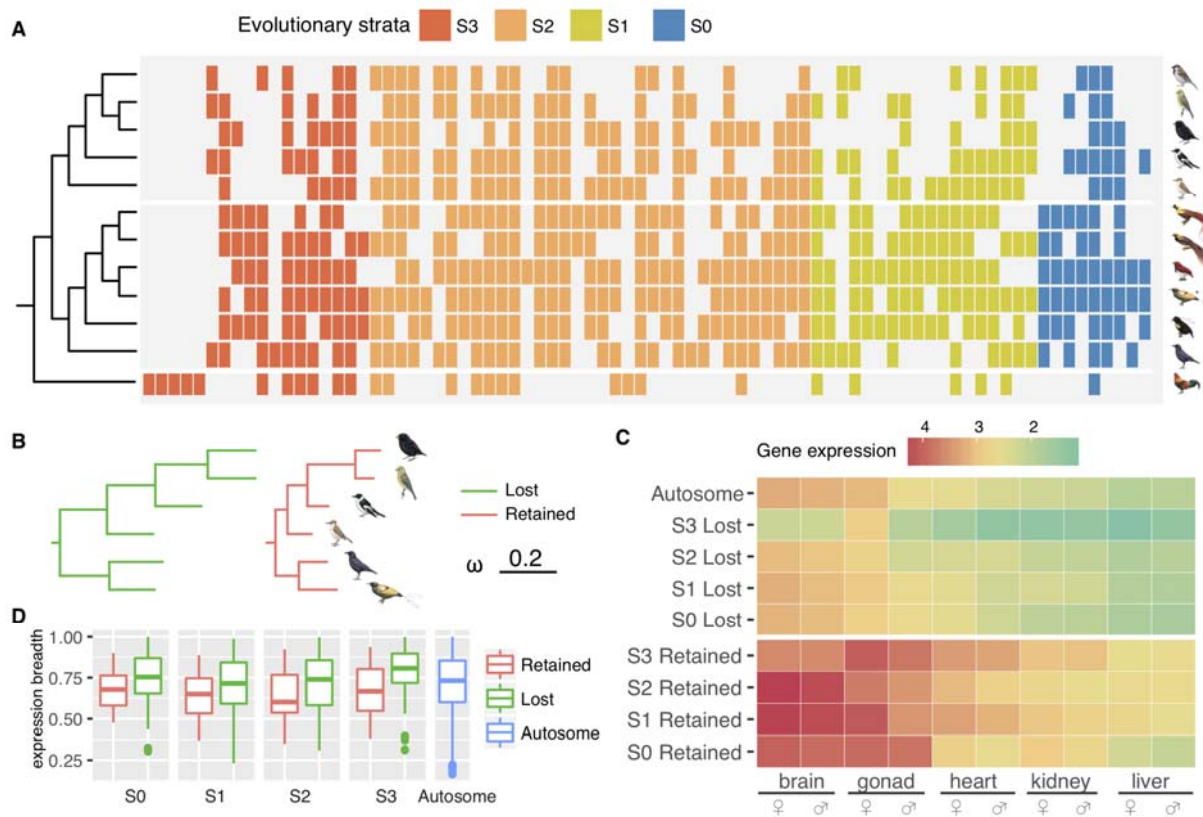 Evolutionary strata S3 S2 S1 S0
A
B
Lost
Retained
ω 0.2
C
Gene expression 4 3 2
Autosome
S3 Lost
S2 Lost
S1 Lost
S0 Lost
S3 Retained
S2 Retained
S1 Retained
S0 Retained
brain gonad heart kidney liver
♀ ♂ ♀ ♂ ♀ ♂ ♀ ♂ ♀ ♂
D
expression breadth
1.00
0.75
0.50
0.25
S0 S1 S2 S3 Autosome
Retained
Lost
Autosome